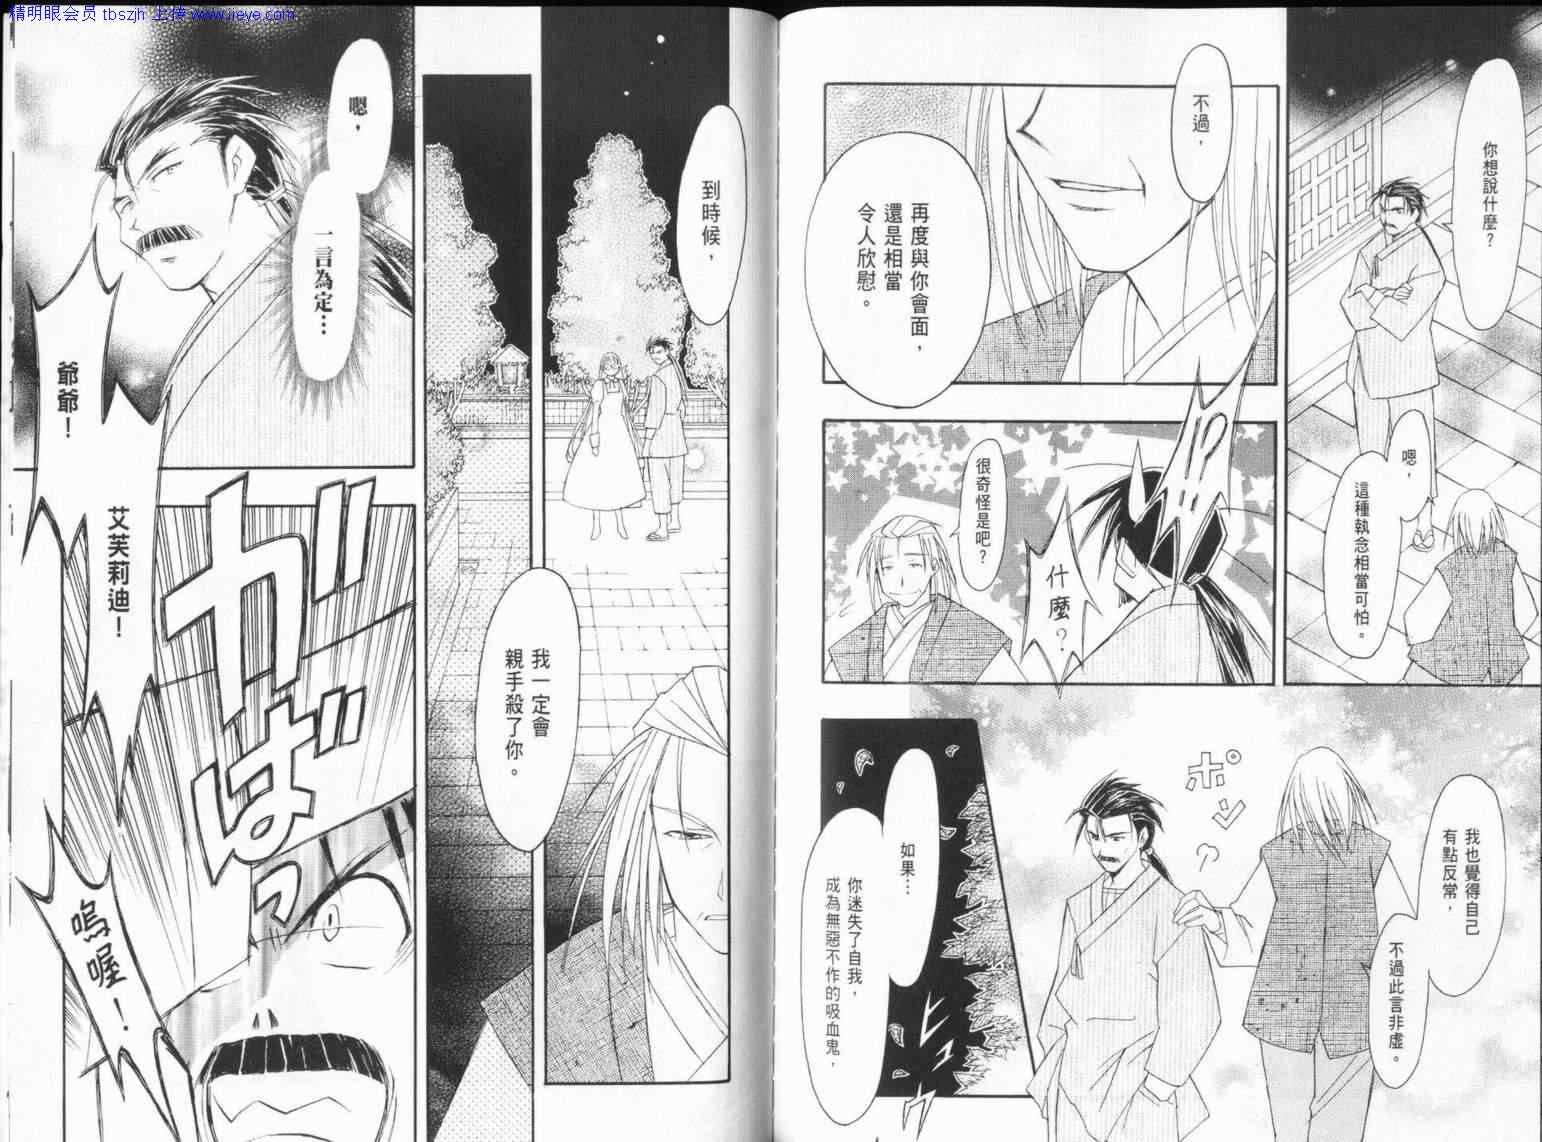 精明眼会员 tbszjh 上传 www.jieye.com
你想說什麼？
嗯，
這種執念相當可怕。
不過，
再度與你會面，
還是相當
令人欣慰。
什麼？
很奇怪是吧？
我也覺得自己
有點反常，
不過此言非虛。
ポンッ
如果…
你迷失了自我，
成為無惡不作的吸血鬼，
到時候，
我一定會
親手殺了你。
嗯，
一言為定…
爺爺！
艾芙莉迪！
ガばっ
嗚喔！